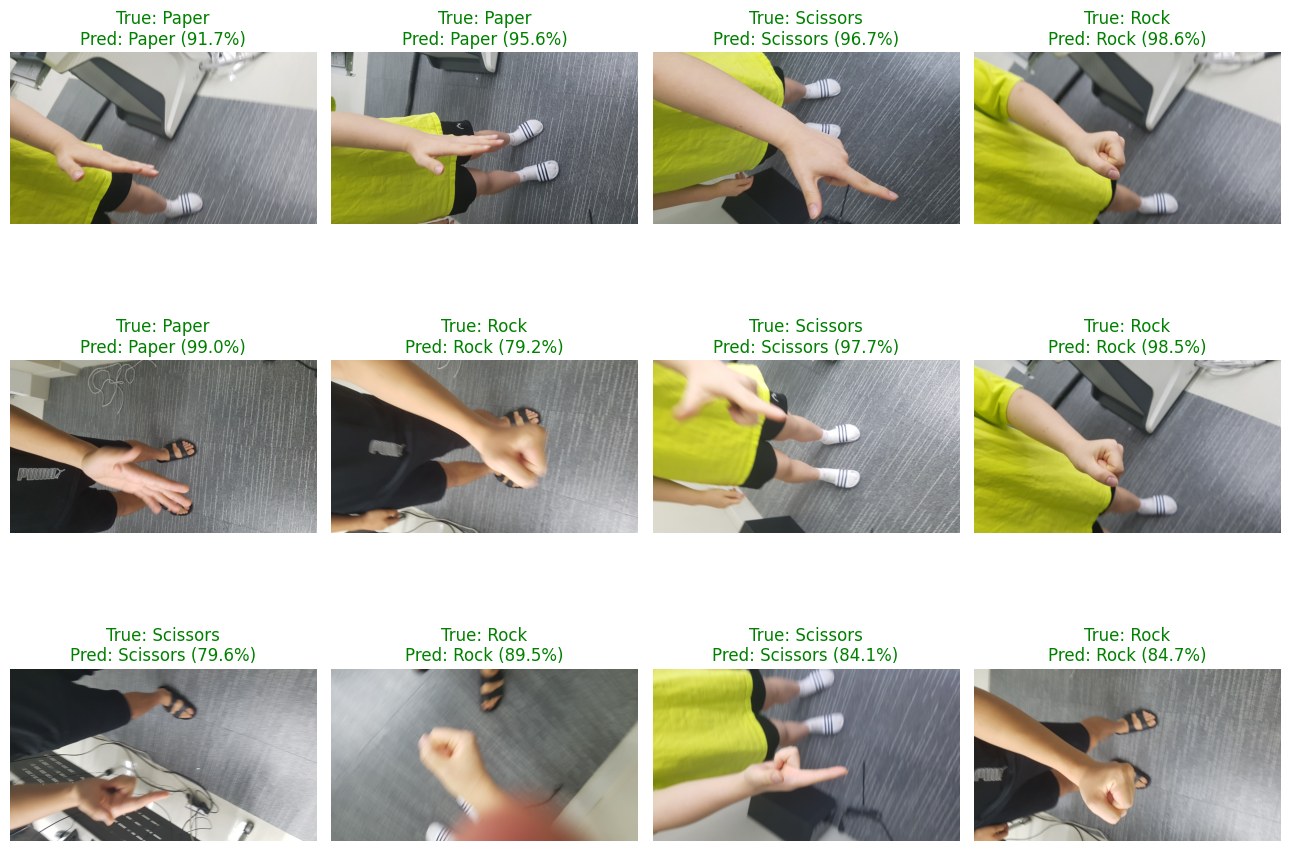 True: Paper
Pred: Paper (91.7%)
True: Paper
Pred: Paper (95.6%)
True: Scissors
Pred: Scissors (96.7%)
True: Rock
Pred: Rock (98.6%)
True: Paper
Pred: Paper (99.0%)
True: Rock
Pred: Rock (79.2%)
True: Scissors
Pred: Scissors (97.7%)
True: Rock
Pred: Rock (98.5%)
True: Scissors
Pred: Scissors (79.6%)
True: Rock
Pred: Rock (89.5%)
True: Scissors
Pred: Scissors (84.1%)
True: Rock
Pred: Rock (84.7%)